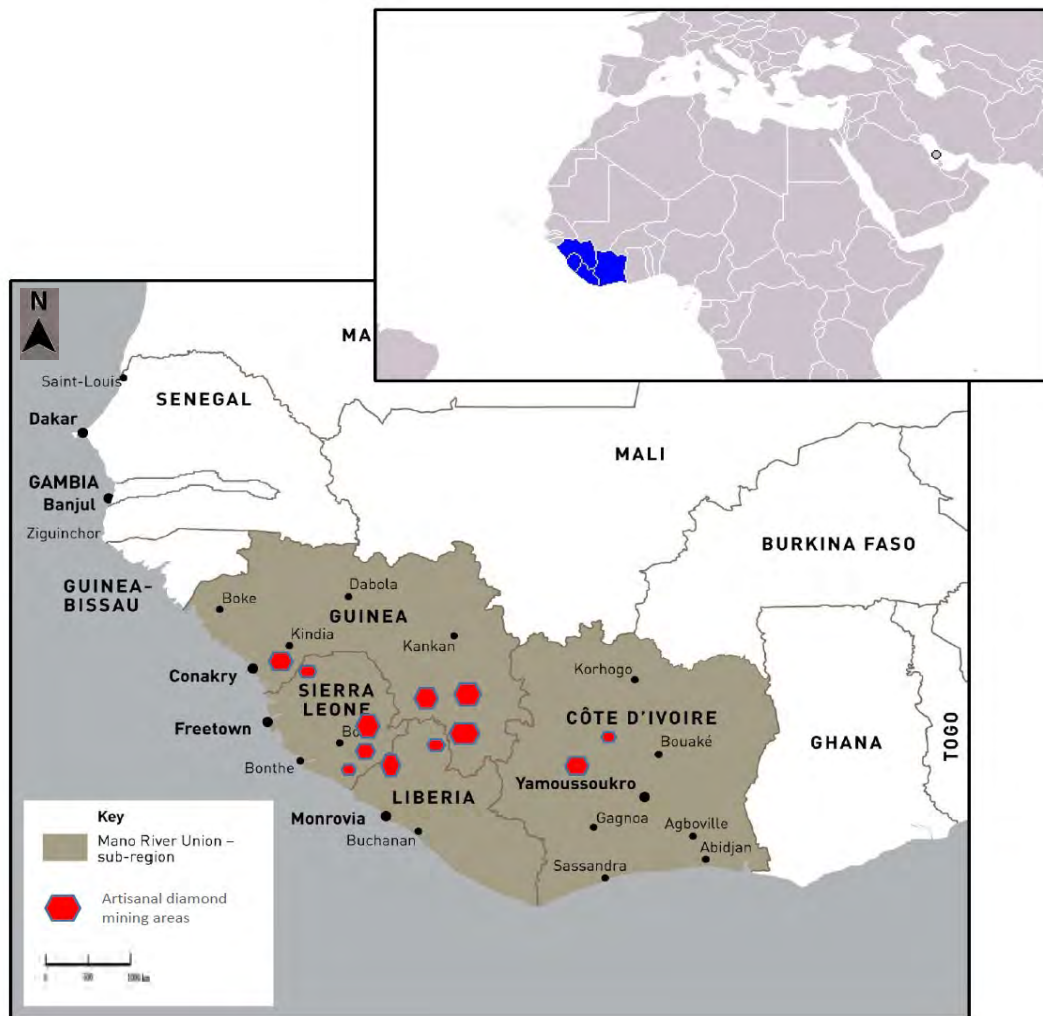 N
MA
Saint-Louis
SENEGAL
Dakar
MALI
GAMBIA
Banjul
Ziguinchor
BURKINA FASO
GUINEA-
BISSAU
Dabola
Boke
GUINEA
Kindia
Kankan
Conakry
Korhogo
SIERRA
LEONE
CÔTE D'IVOIRE
Freetown
Bo
Bouaké
GHANA
TOGO
Bonthe
Yamoussoukro
LIBERIA
Monrovia
Gagnoa
Agboville
Buchanan
Abidjan
Sassandra
Key
Mano River Union –
sub-region
Artisanal diamond
mining areas
0